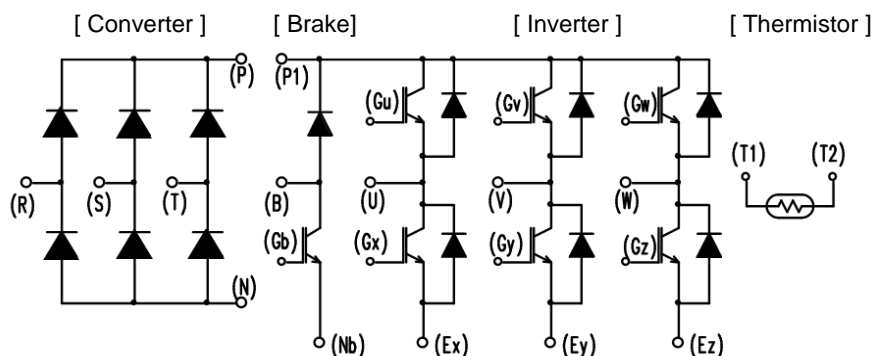 [ Converter ] [ Brake] [ Inverter ] [ Thermistor ]
(P) (P1)
(Gu) (Gv) (Gw)
(T1) (T2)
(R) (S) (T) (B) (U) (V) (W)
(Gb) (Gx) (Gy) (Gz)
(N)
(Nb) (Ex) (Ey) (Ez)